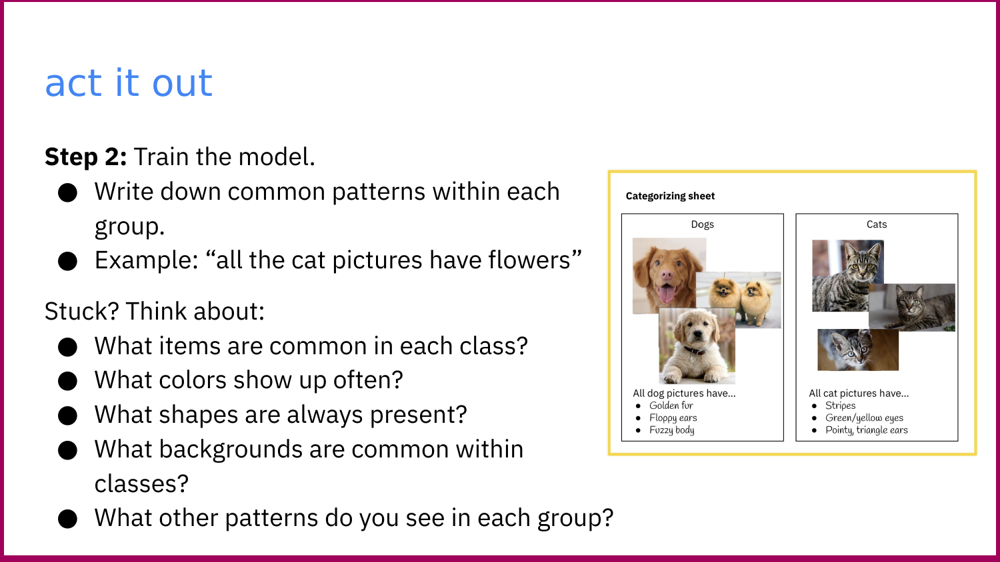 act it out
Step 2: Train the model.
● Write down common patterns within each
group.
● Example: “all the cat pictures have flowers”
Stuck? Think about:
● What items are common in each class?
● What colors show up often?
● What shapes are always present?
● What backgrounds are common within
classes?
● What other patterns do you see in each group?
Categorizing sheet
Dogs
All dog pictures have...
● Golden fur
● Floppy ears
● Fuzzy body
Cats
All cat pictures have...
● Stripes
● Green/yellow eyes
● Pointy, triangle ears